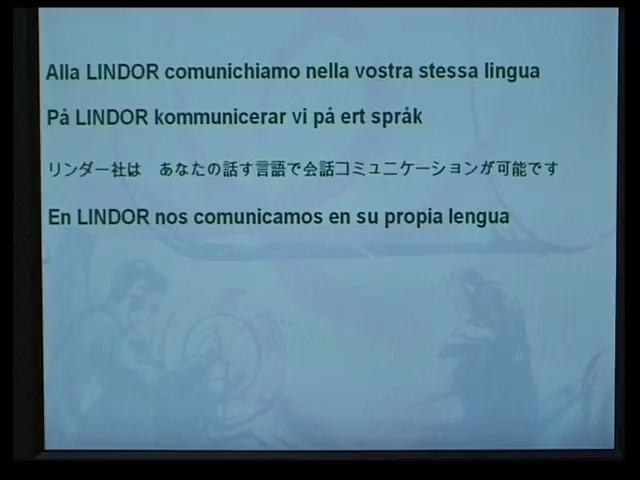 Alla LINDOR comunichiamo nella vostra stessa lingua
På LINDOR kommunicerar vi på ert språk
リンダー社は　あなたの話す言語で会話コミュニケーションが可能です
En LINDOR nos comunicamos en su propia lengua